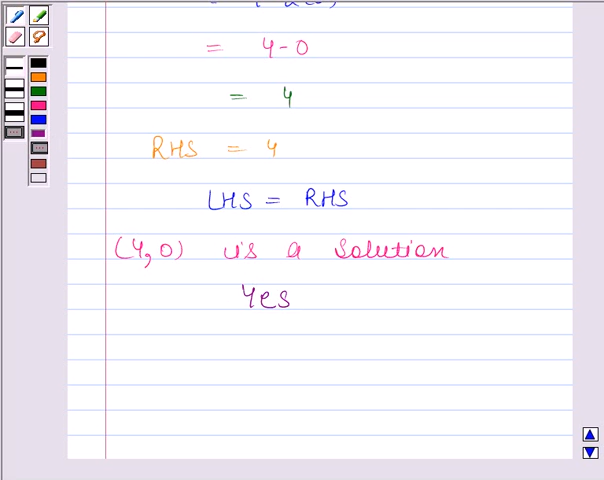 = 4-0
= 4
RHS = 4
LHS = RHS
(4,0) is a solution
Yes